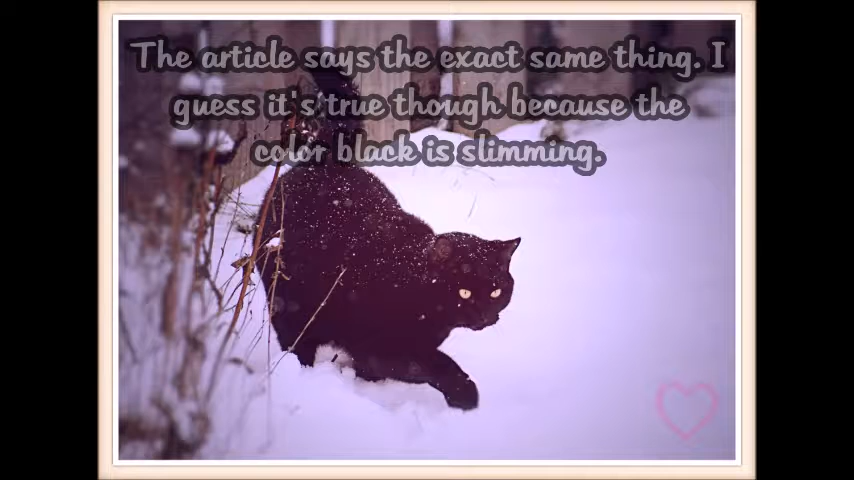 The article says the exact same thing. I
guess it's true though because the
color black is slimming.